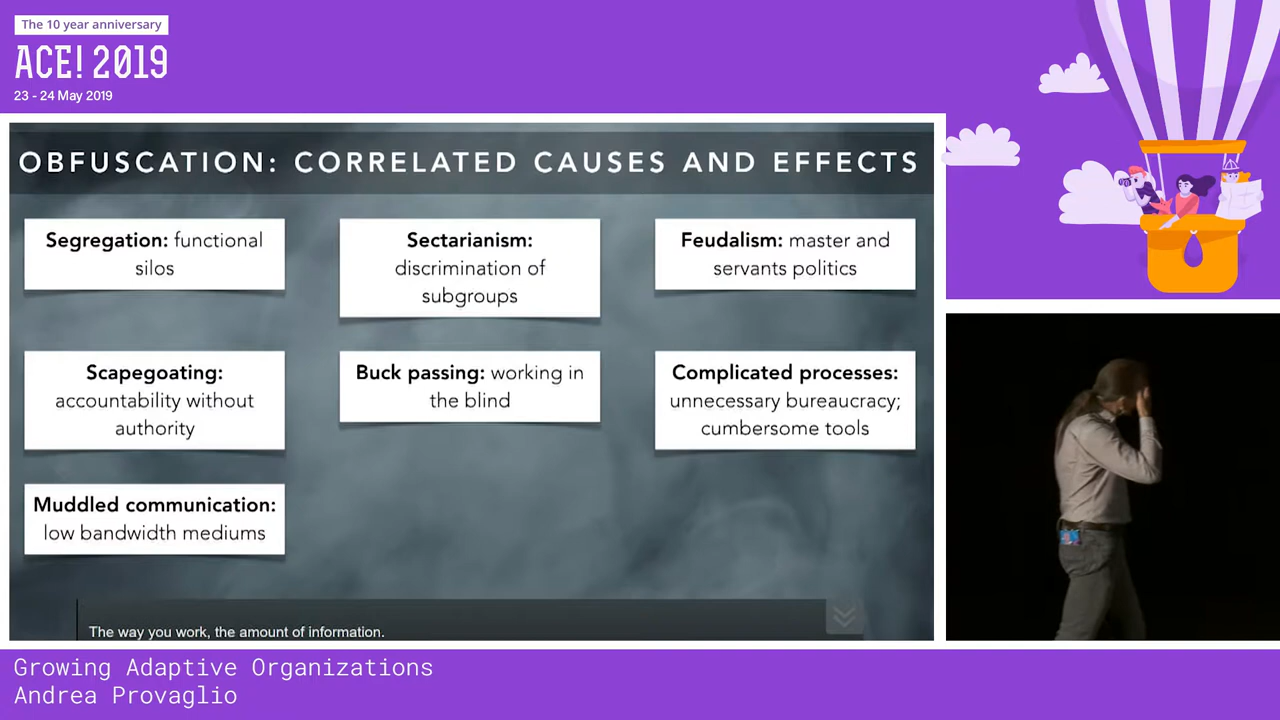 The 10 year anniversary
ACE! 2019
23 - 24 May 2019
OBFUSCATION: CORRELATED CAUSES AND EFFECTS
Segregation: functional
silos
Sectarianism:
discrimination of
subgroups
Feudalism: master and
servants politics
Scapegoating:
accountability without
authority
Buck passing: working in
the blind
Complicated processes:
unnecessary bureaucracy;
cumbersome tools
Muddled communication:
low bandwidth mediums
The way you work, the amount of information.
Growing Adaptive Organizations
Andrea Provaglio